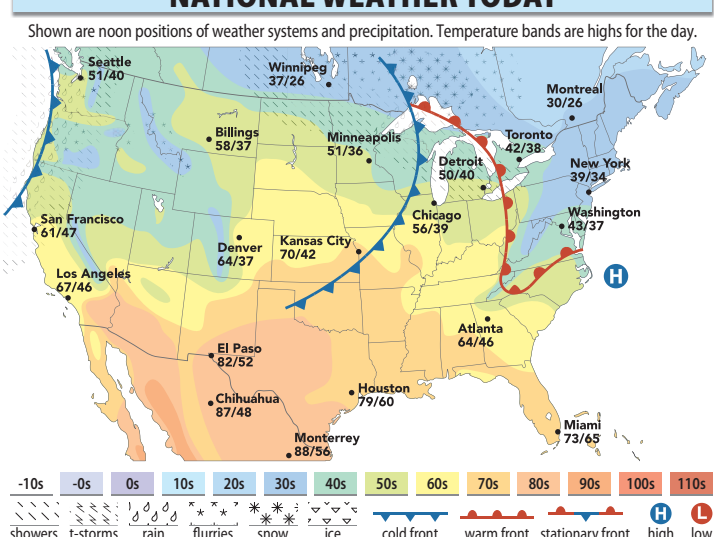 NATIONAL WEATHER TODAY
Shown are noon positions of weather systems and precipitation. Temperature bands are highs for the day.
Seattle
51/40
Winnipeg
37/26
Montreal
30/26
Billings
58/37
Minneapolis
51/36
Toronto
42/38
Detroit
50/40
New York
39/34
San Francisco
61/47
Chicago
56/39
Washington
43/37
Denver
64/37
Kansas City
70/42
Los Angeles
67/46
H
Atlanta
64/46
El Paso
82/52
Chihuahua
87/48
Houston
79/60
Monterrey
88/56
Miami
73/65
-10s -0s 0s 10s 20s 30s 40s 50s 60s 70s 80s 90s 100s 110s
H L
showers t-storms rain flurries snow ice cold front warm front stationary front high low